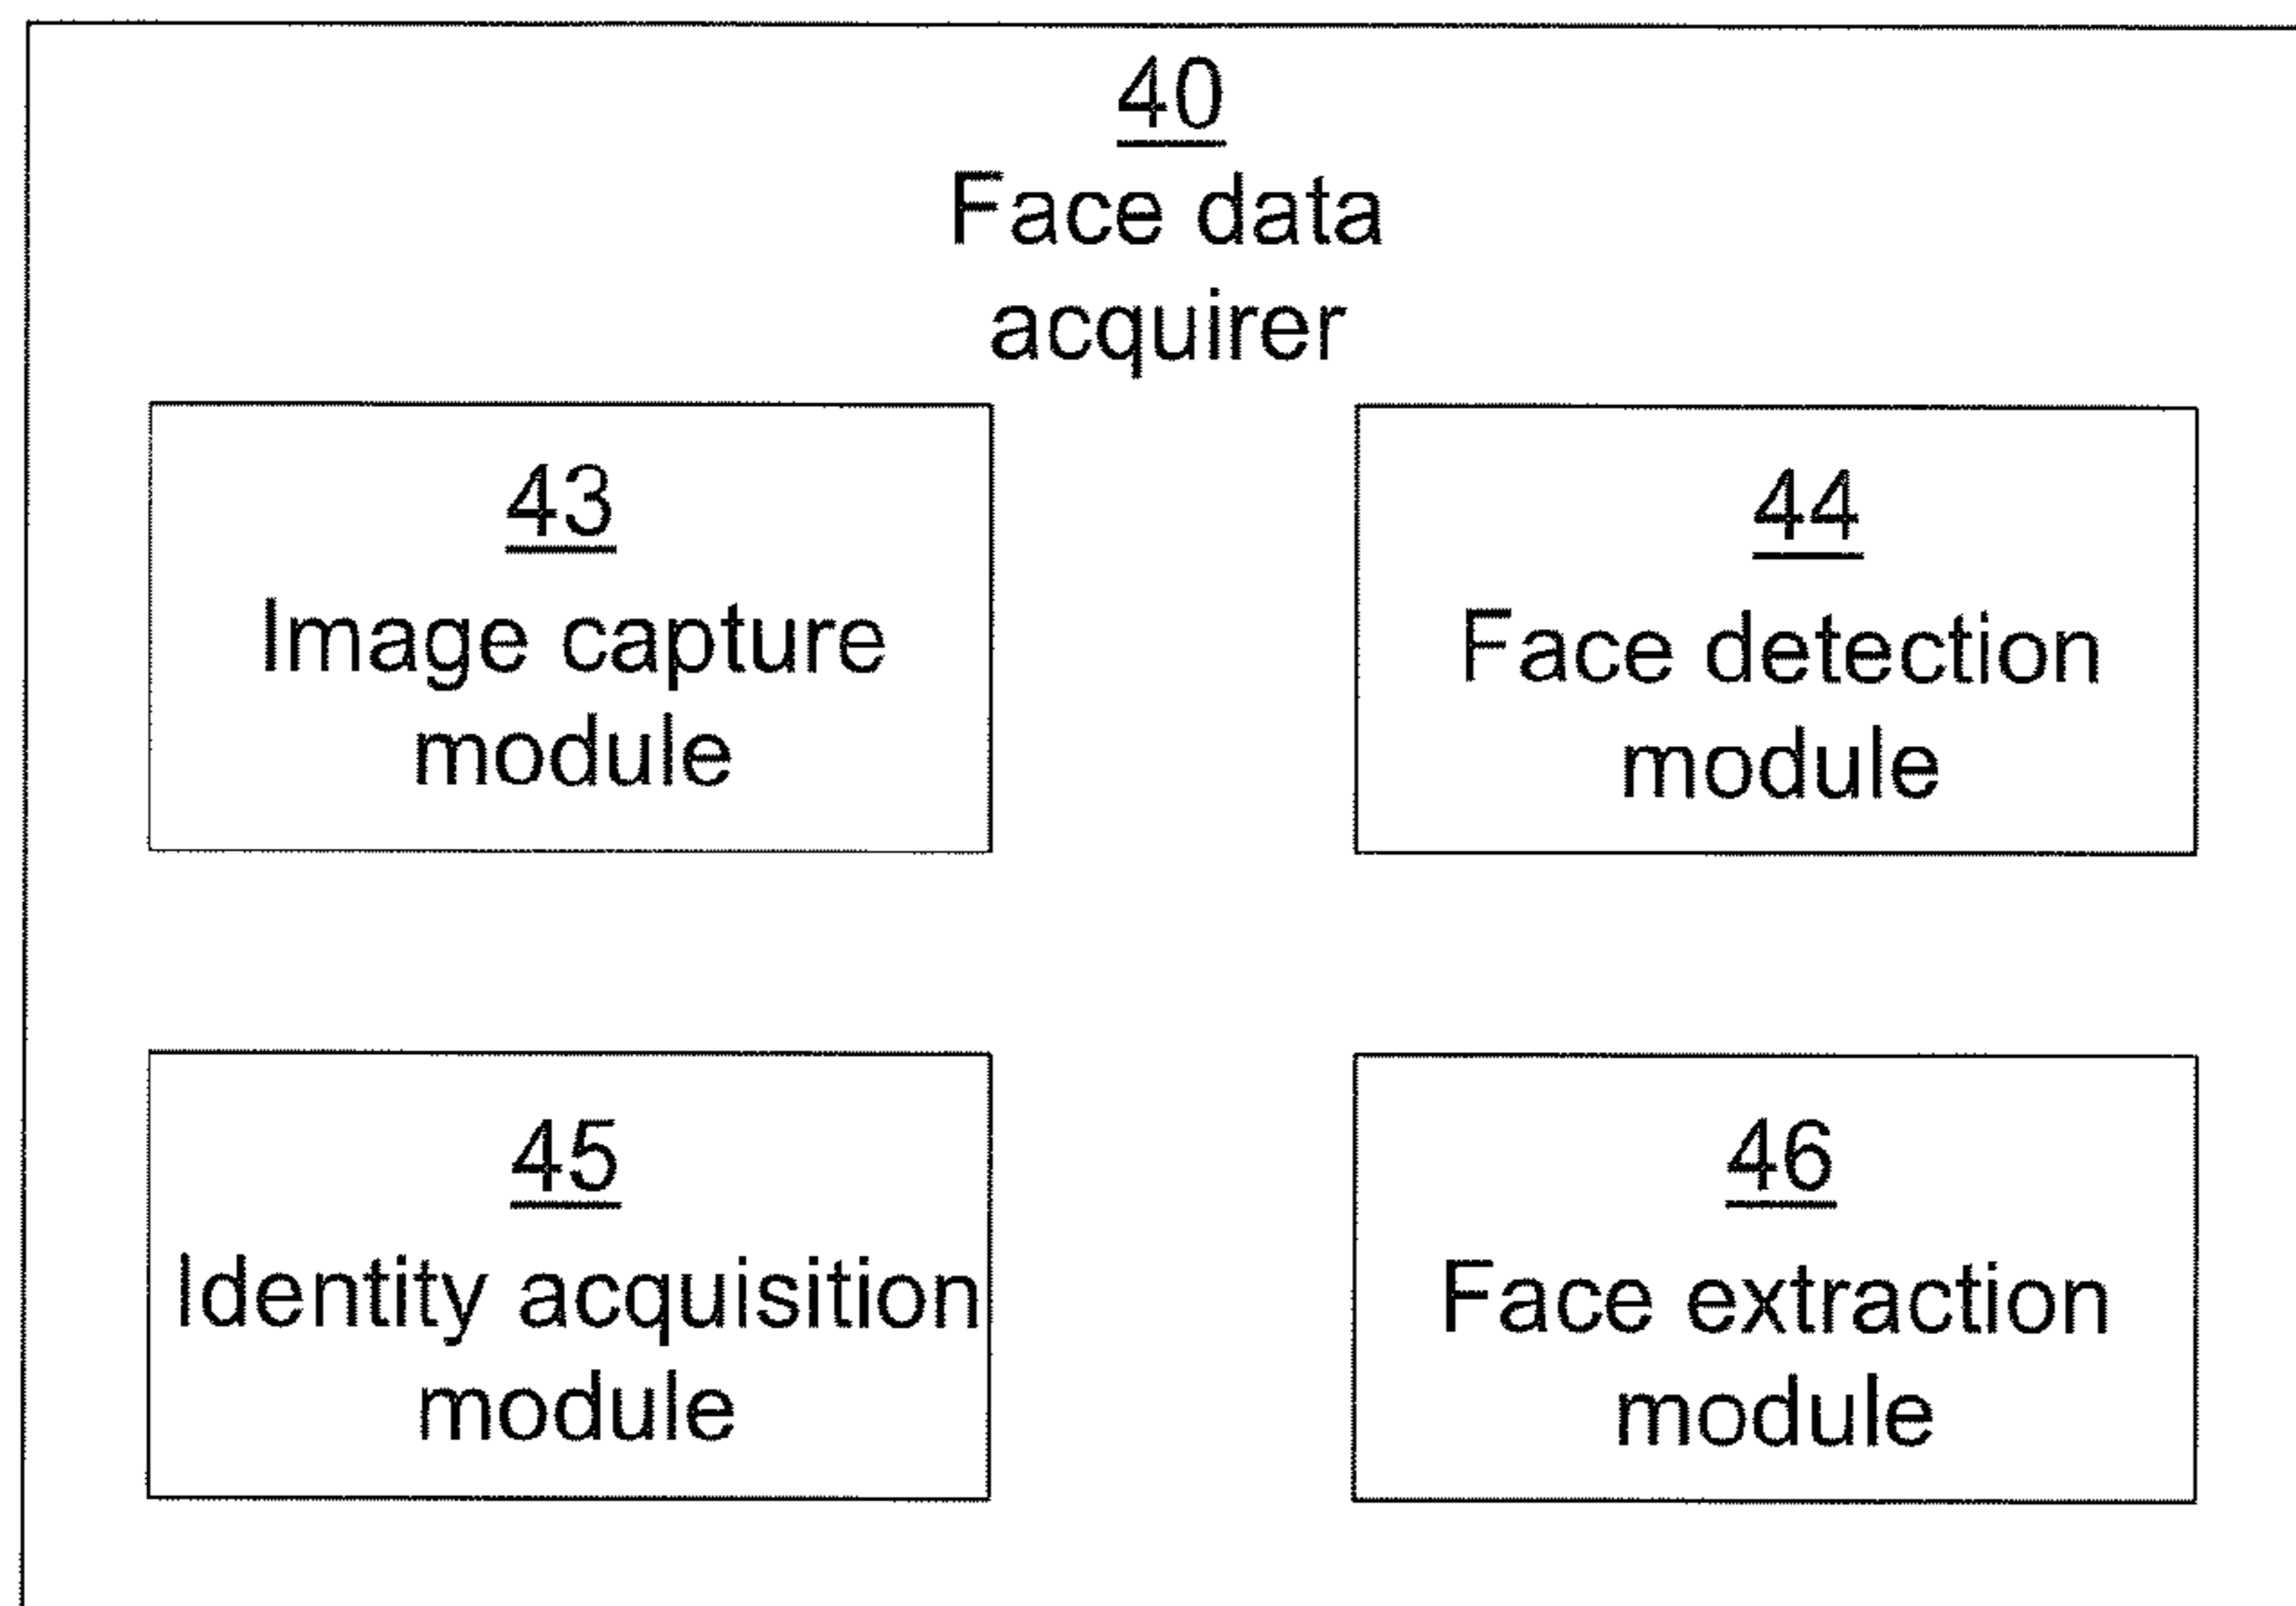 40
Face data
acquirer
43
Image capture
module
44
Face detection
module
45
Identity acquisition
module
46
Face extraction
module